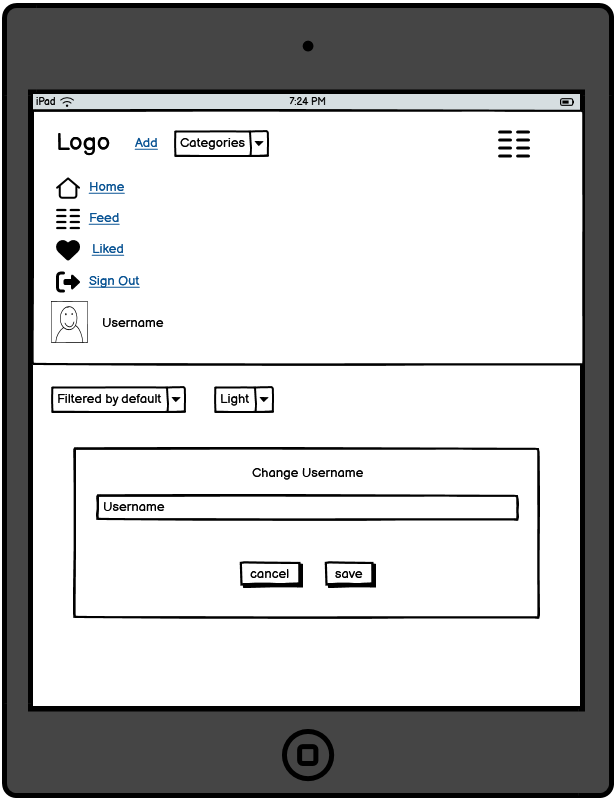 iPad 7:24 PM
Logo Add Categories
Home
Feed
Liked
Sign Out
Username
Filtered by default Light
Change Username
Username
cancel save